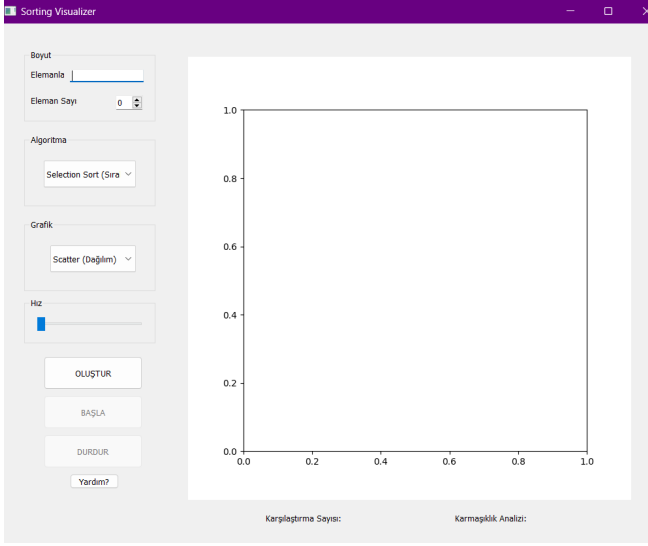 Sorting Visualizer
Boyut
Elemanla
Eleman Sayı 0
Algoritma
Selection Sort (Sıra
Grafik
Scatter (Dağılım)
Hız
OLUŞTUR
BAŞLA
DURDUR
Yardım?
1.0
0.8
0.6
0.4
0.2
0.0
0.0 0.2 0.4 0.6 0.8 1.0
Karşılaştırma Sayısı: Karmaşıklık Analizi: